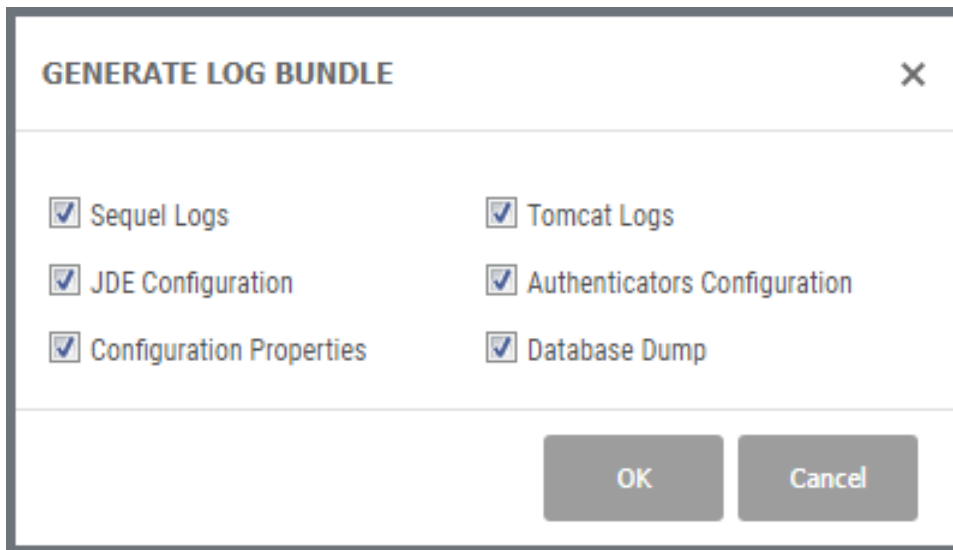 GENERATE LOG BUNDLE
Sequel Logs
Tomcat Logs
JDE Configuration
Authenticators Configuration
Configuration Properties
Database Dump
OK
Cancel